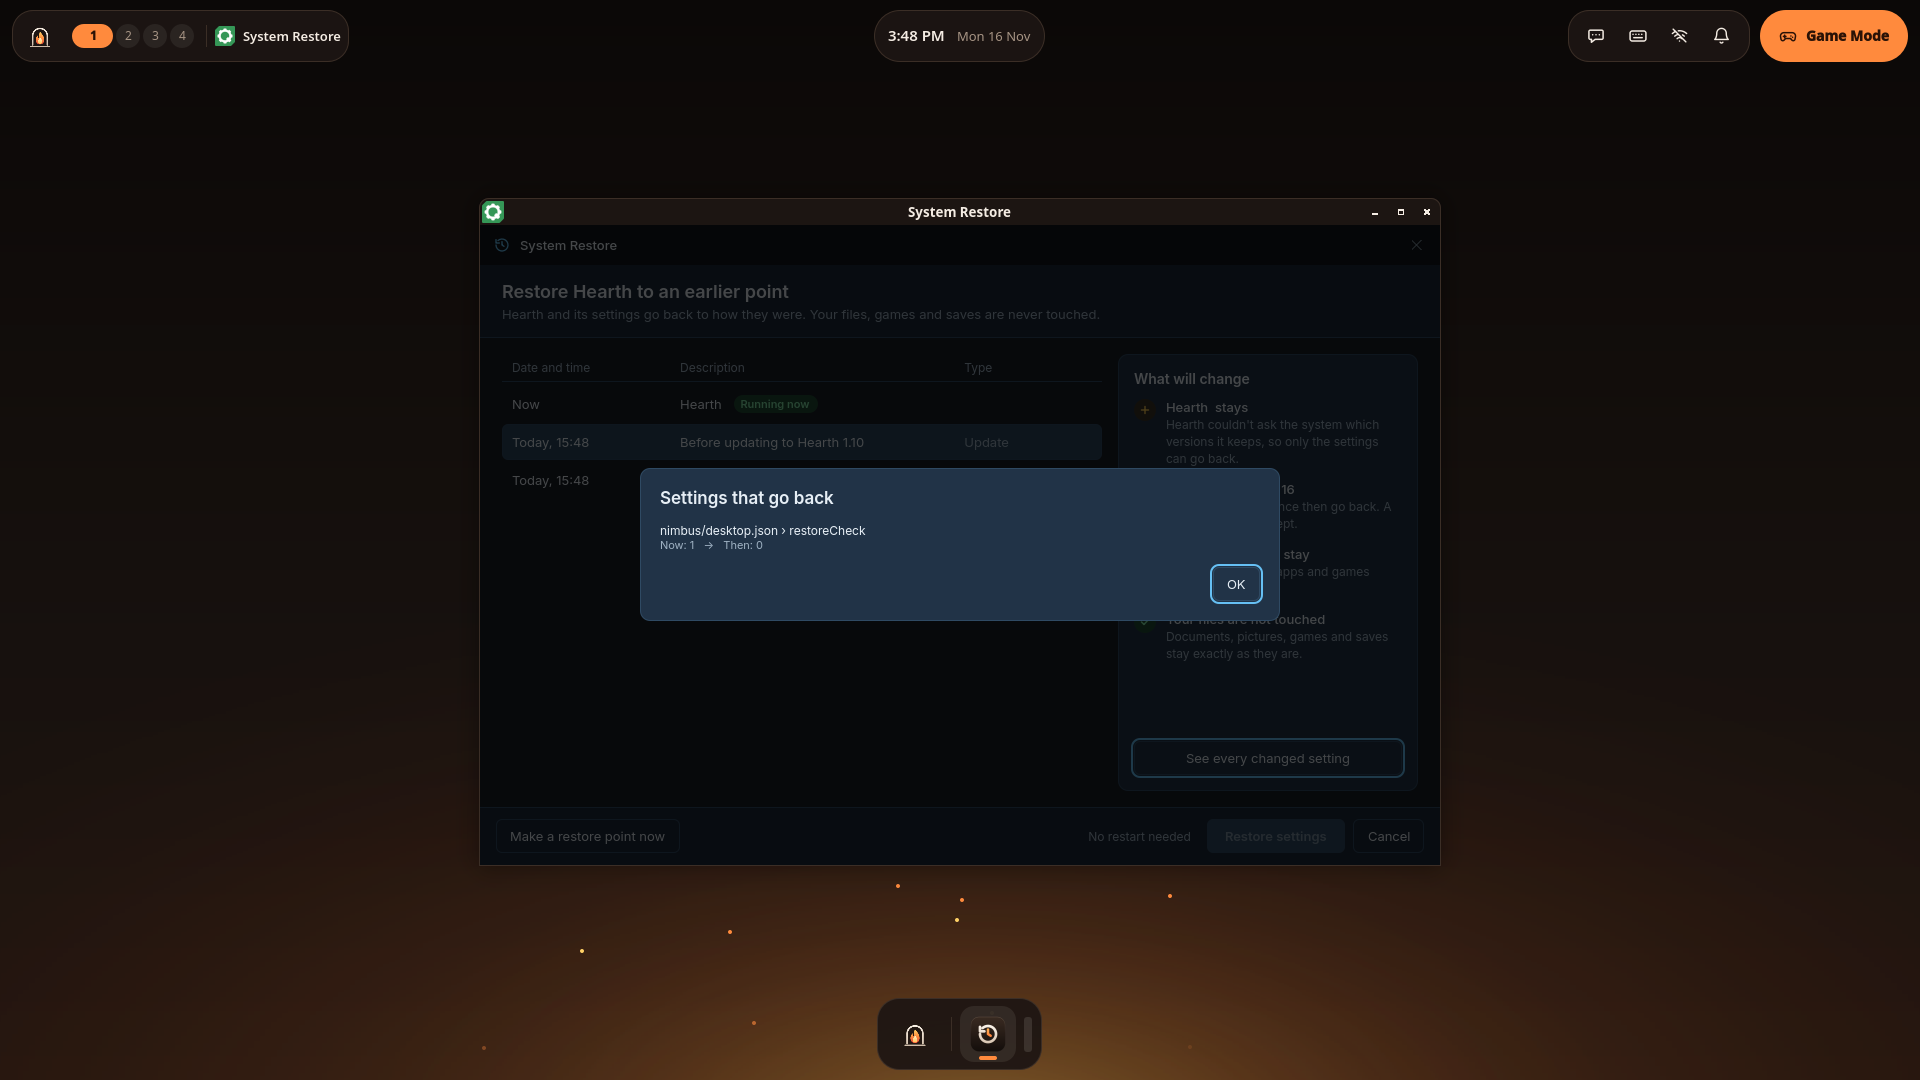 1 2 3 4 System Restore
3:48 PM Mon 16 Nov
Game Mode
System Restore
System Restore
Restore Hearth to an earlier point
Hearth and its settings go back to how they were. Your files, games and saves are never touched.
Date and time Description Type
Now Hearth Running now
Today, 15:48 Before updating to Hearth 1.10 Update
Today, 15:48
What will change
Hearth stays
Hearth couldn't ask the system which
versions it keeps, so only the settings
can go back.
16
then go back. A
stay
apps and games
Your files are not touched
Documents, pictures, games and saves
stay exactly as they are.
See every changed setting
Settings that go back
nimbus/desktop.json › restoreCheck
Now: 1 → Then: 0
OK
Make a restore point now
No restart needed
Restore settings
Cancel